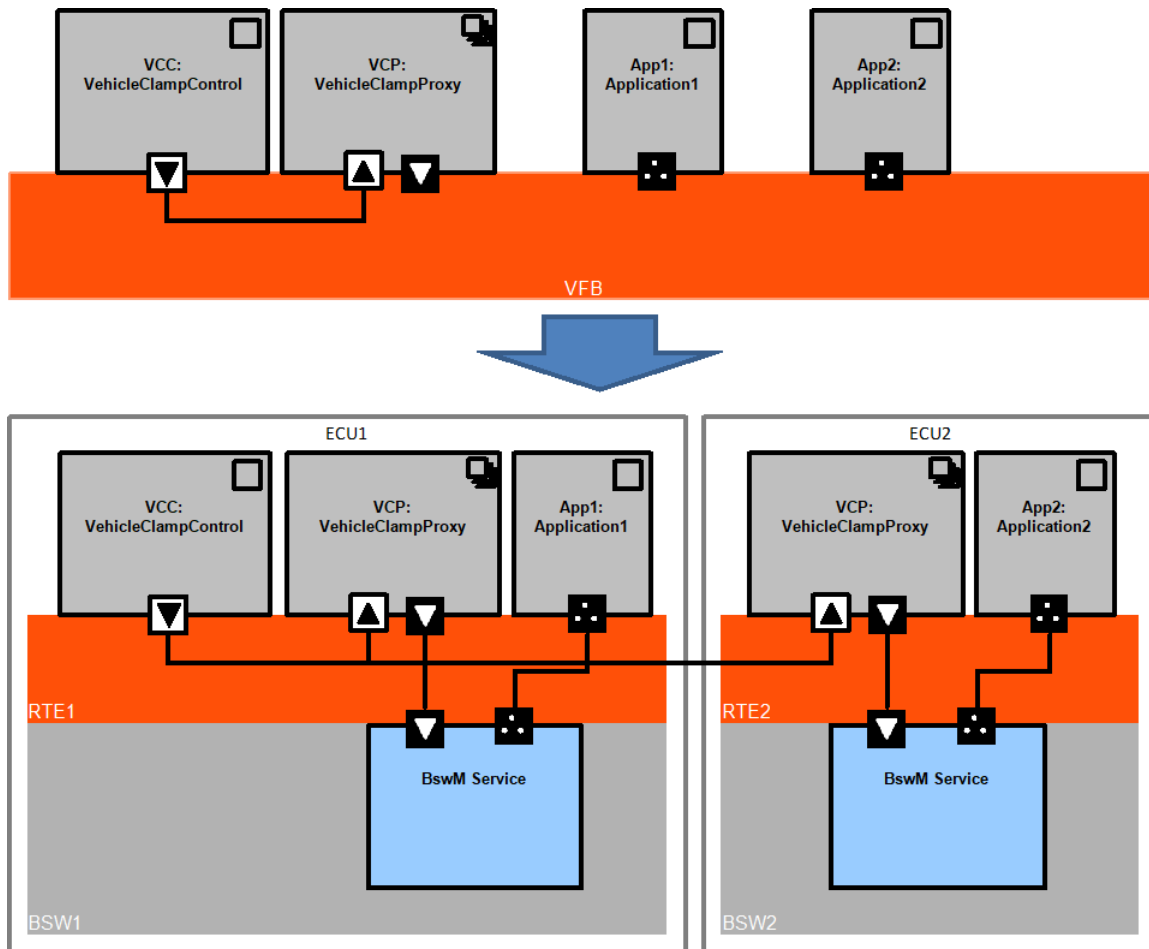 VCC:
VehicleClampControl
VCP:
VehicleClampProxy
App1:
Application1
App2:
Application2
VFB
ECU1
ECU2
VCC:
VehicleClampControl
VCP:
VehicleClampProxy
App1:
Application1
VCP:
VehicleClampProxy
App2:
Application2
RTE1
RTE2
BswM Service
BswM Service
BSW1
BSW2